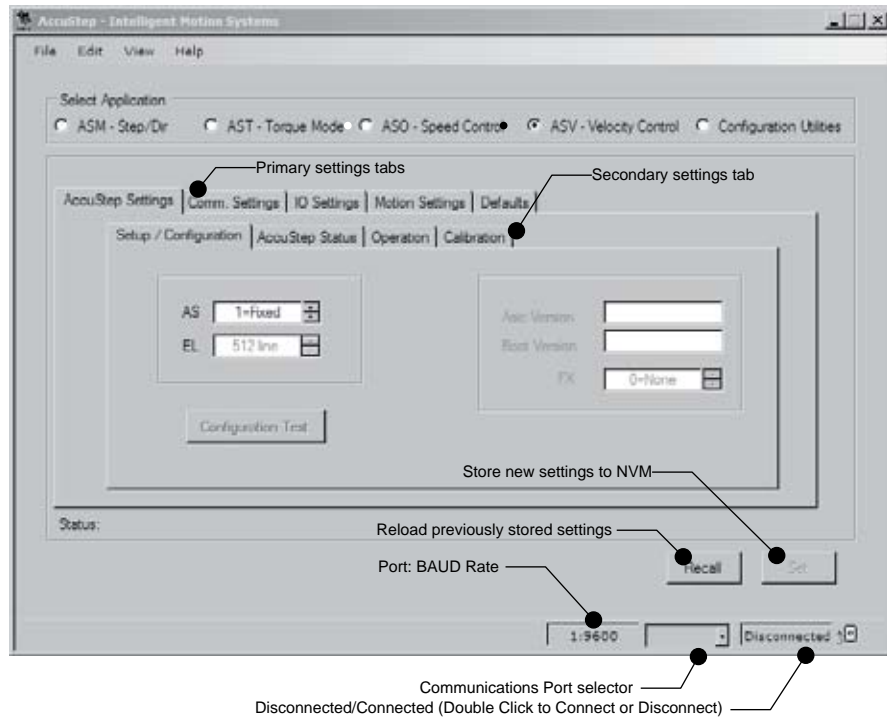 AccuStep - Intelligent Motion Systems
File Edit View Help
Select Application
ASM - Step/Dir AST - Torque Mode ASO - Speed Control ASV - Velocity Control Configuration Utilities
Primary settings tabs
Secondary settings tab
AccuStep Settings Comm. Settings IO Settings Motion Settings Defaults
Setup / Configuration AccuStep Status Operation Calibration
AS 1=Fixed
EL 512 line
Asic Version
Boot Version
FX 0=None
Configuration Test
Store new settings to NVM
Status:
Reload previously stored settings
Recall Set
Port: BAUD Rate
1:9600 Disconnected
Communications Port selector
Disconnected/Connected (Double Click to Connect or Disconnect)